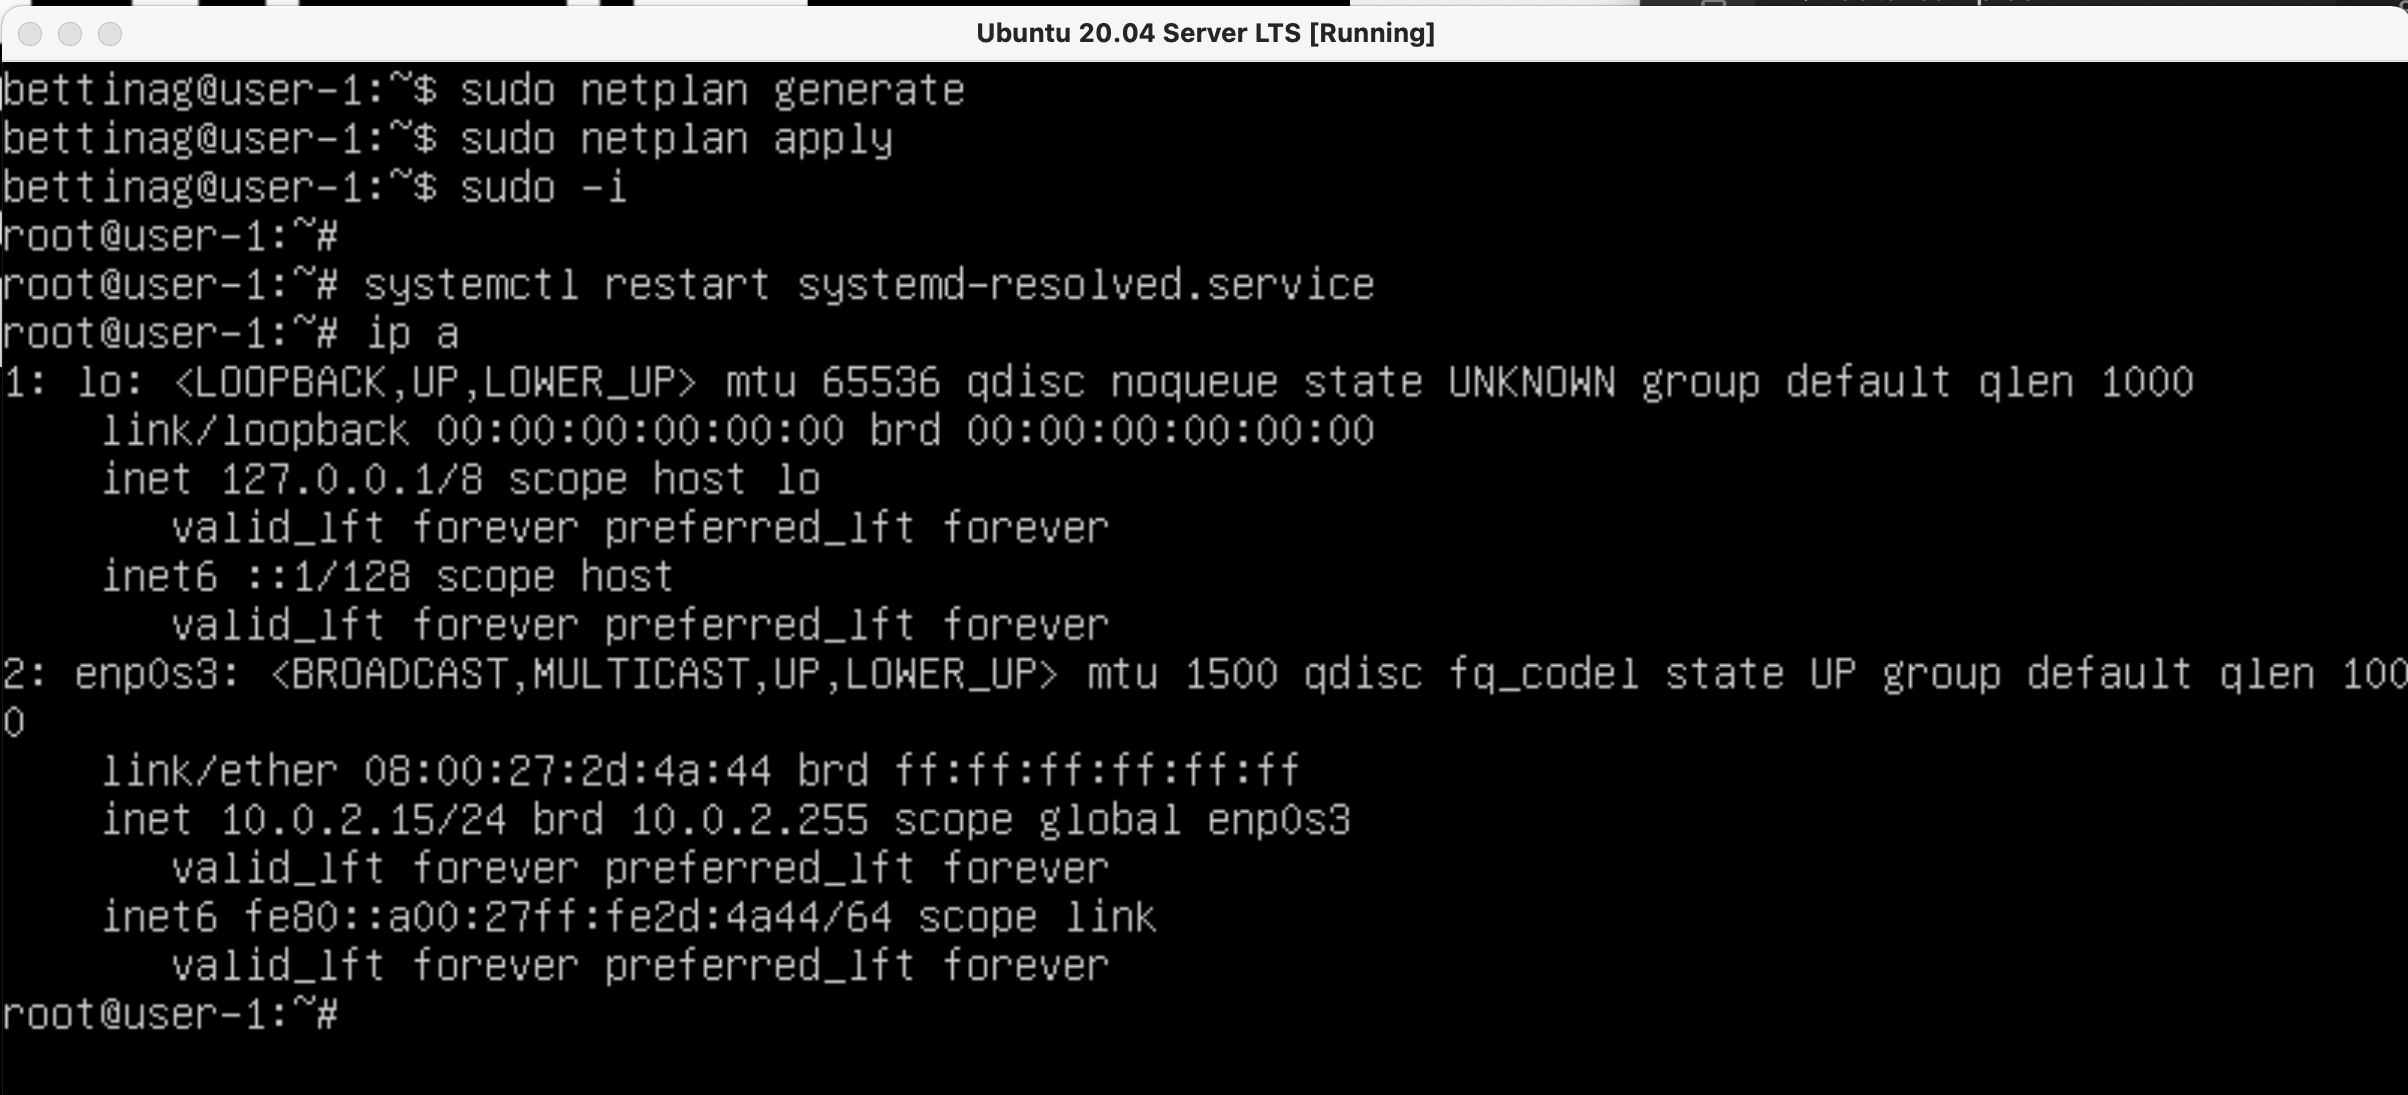 Ubuntu 20.04 Server LTS [Running]
bettinag@user-1:~$ sudo netplan generate
bettinag@user-1:~$ sudo netplan apply
bettinag@user-1:~$ sudo -i
root@user-1:~#
root@user-1:~# systemctl restart systemd-resolved.service
root@user-1:~# ip a
1: lo: <LOOPBACK,UP,LOWER_UP> mtu 65536 qdisc noqueue state UNKNOWN group default qlen 1000
    link/loopback 00:00:00:00:00:00 brd 00:00:00:00:00:00
    inet 127.0.0.1/8 scope host lo
       valid_lft forever preferred_lft forever
    inet6 ::1/128 scope host
       valid_lft forever preferred_lft forever
2: enp0s3: <BROADCAST,MULTICAST,UP,LOWER_UP> mtu 1500 qdisc fq_codel state UP group default qlen 100
0
    link/ether 08:00:27:2d:4a:44 brd ff:ff:ff:ff:ff:ff
    inet 10.0.2.15/24 brd 10.0.2.255 scope global enp0s3
       valid_lft forever preferred_lft forever
    inet6 fe80::a00:27ff:fe2d:4a44/64 scope link
       valid_lft forever preferred_lft forever
root@user-1:~#